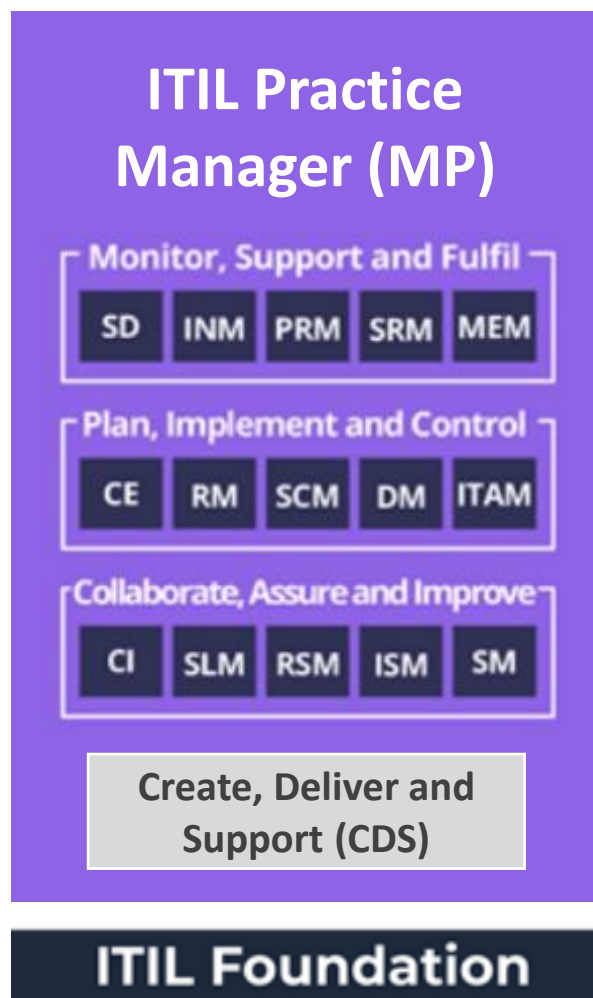 ITIL Practice
Manager (MP)
Monitor, Support and Fulfil
SD INM PRM SRM MEM
Plan, Implement and Control
CE RM SCM DM ITAM
Collaborate, Assure and Improve
CI SLM RSM ISM SM
Create, Deliver and
Support (CDS)
ITIL Foundation